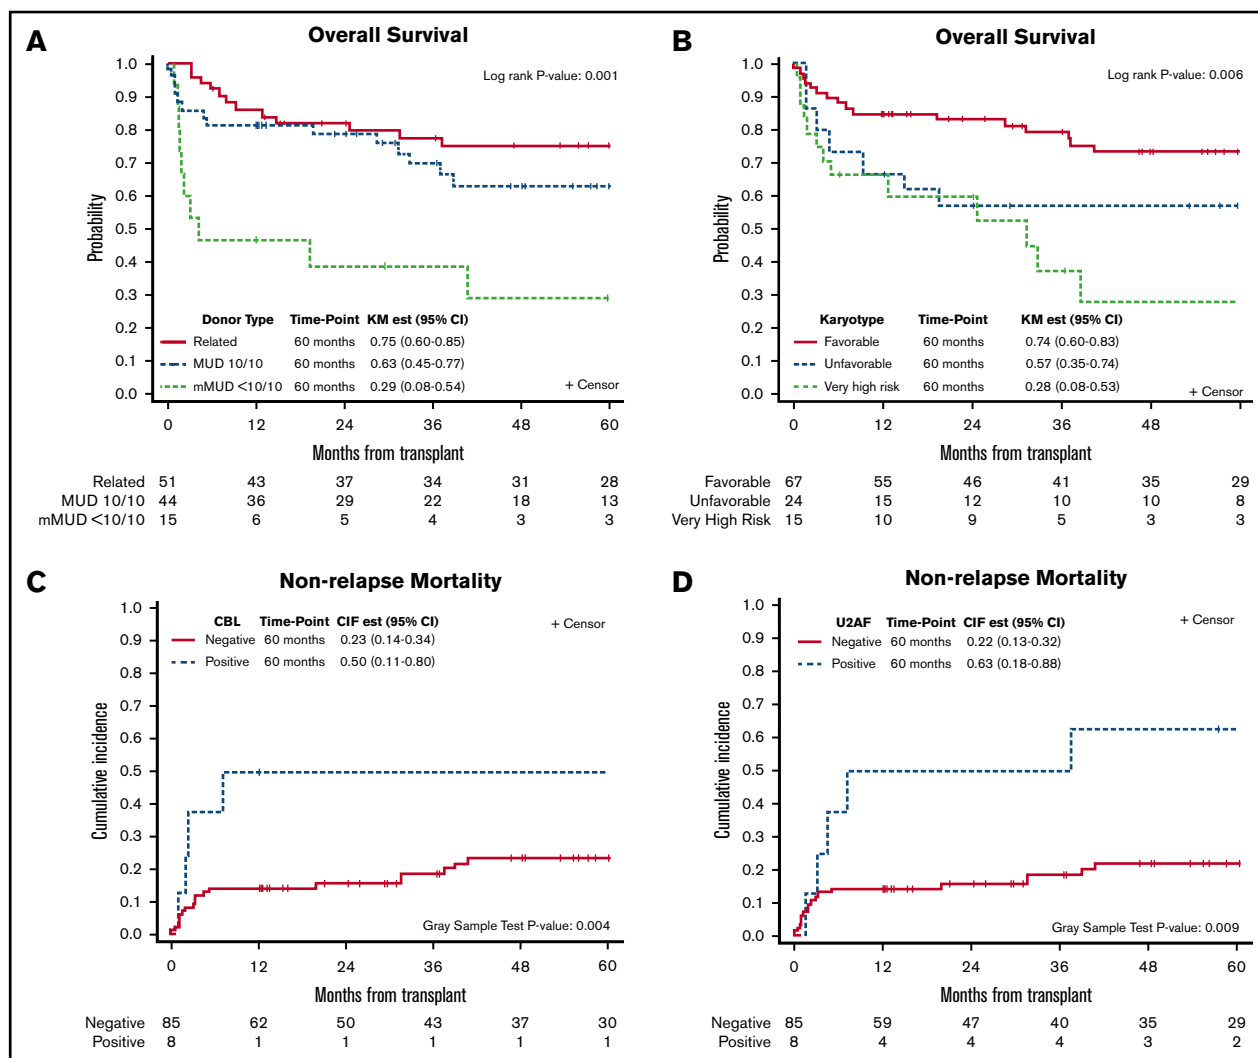 A
Overall Survival
Log rank P-value: 0.001
Probability
1.0
0.9
0.8
0.7
0.6
0.5
0.4
0.3
0.2
0.1
0.0
Donor Type Time-Point KM est (95% CI)
Related 60 months 0.75 (0.60-0.85)
MUD 10/10 60 months 0.63 (0.45-0.77)
mMUD <10/10 60 months 0.29 (0.08-0.54)
+ Censor
0 12 24 36 48 60
Months from transplant
Related 51 43 37 34 31 28
MUD 10/10 44 36 29 22 18 13
mMUD <10/10 15 6 5 4 3 3
B
Overall Survival
Log rank P-value: 0.006
Probability
1.0
0.9
0.8
0.7
0.6
0.5
0.4
0.3
0.2
0.1
0.0
Karyotype Time-Point KM est (95% CI)
Favorable 60 months 0.74 (0.60-0.83)
Unfavorable 60 months 0.57 (0.35-0.74)
Very high risk 60 months 0.28 (0.08-0.53)
+ Censor
0 12 24 36 48 60
Months from transplant
Favorable 67 55 46 41 35 29
Unfavorable 24 15 12 10 10 8
Very High Risk 15 10 9 5 3 3
C
Non-relapse Mortality
CBL Time-Point CIF est (95% CI)
Negative 60 months 0.23 (0.14-0.34)
Positive 60 months 0.50 (0.11-0.80)
+ Censor
Cumulative incidence
1.0
0.9
0.8
0.7
0.6
0.5
0.4
0.3
0.2
0.1
0.0
Gray Sample Test P-value: 0.004
0 12 24 36 48 60
Months from transplant
Negative 85 62 50 43 37 30
Positive 8 1 1 1 1 1
D
Non-relapse Mortality
U2AF Time-Point CIF est (95% CI)
Negative 60 months 0.22 (0.13-0.32)
Positive 60 months 0.63 (0.18-0.88)
+ Censor
Cumulative incidence
1.0
0.9
0.8
0.7
0.6
0.5
0.4
0.3
0.2
0.1
0.0
Gray Sample Test P-value: 0.009
0 12 24 36 48 60
Months from transplant
Negative 85 59 47 40 35 29
Positive 8 4 4 4 3 2